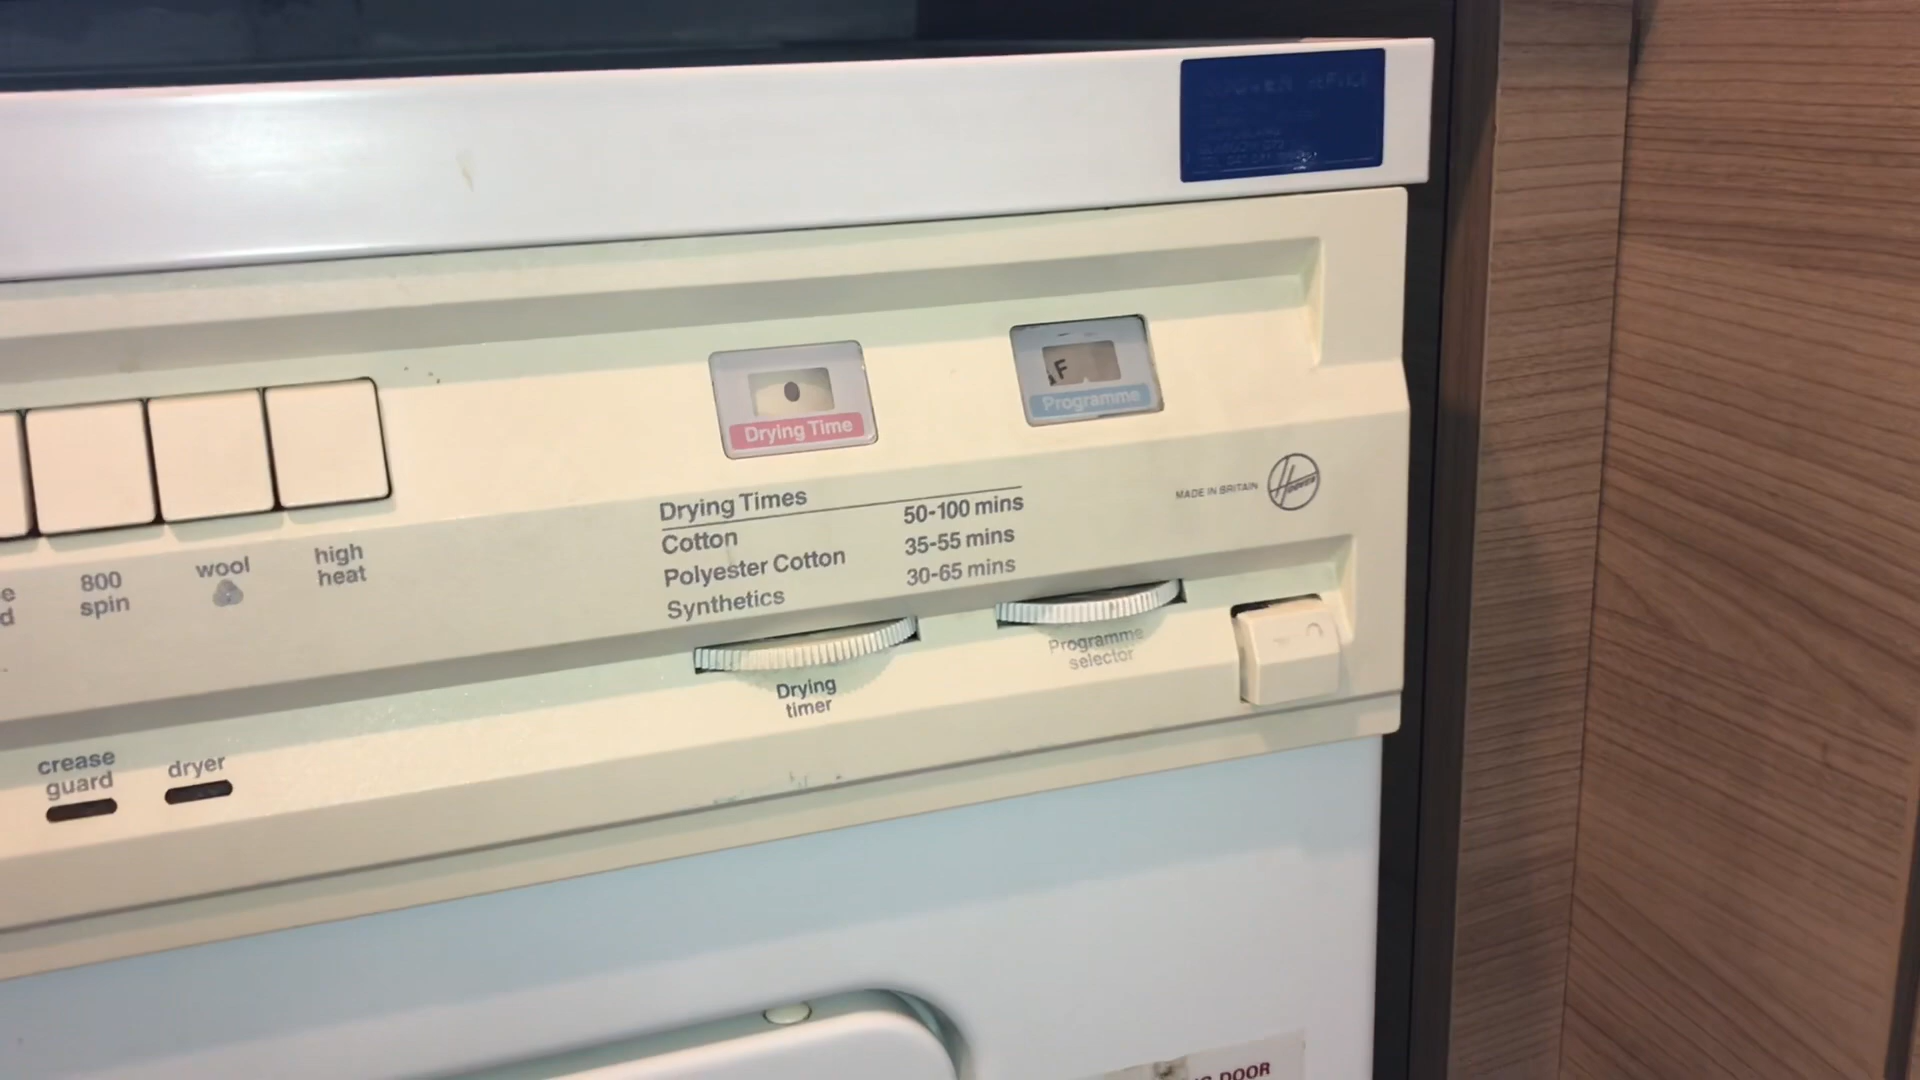 Drying Time
F
Programme
Drying Times
Cotton 50-100 mins
Polyester Cotton 35-55 mins
Synthetics 30-65 mins
MADE IN BRITAIN
HOOVER
800
spin
wool
high
heat
Drying
timer
Programme
selector
crease
guard
dryer
DOOR